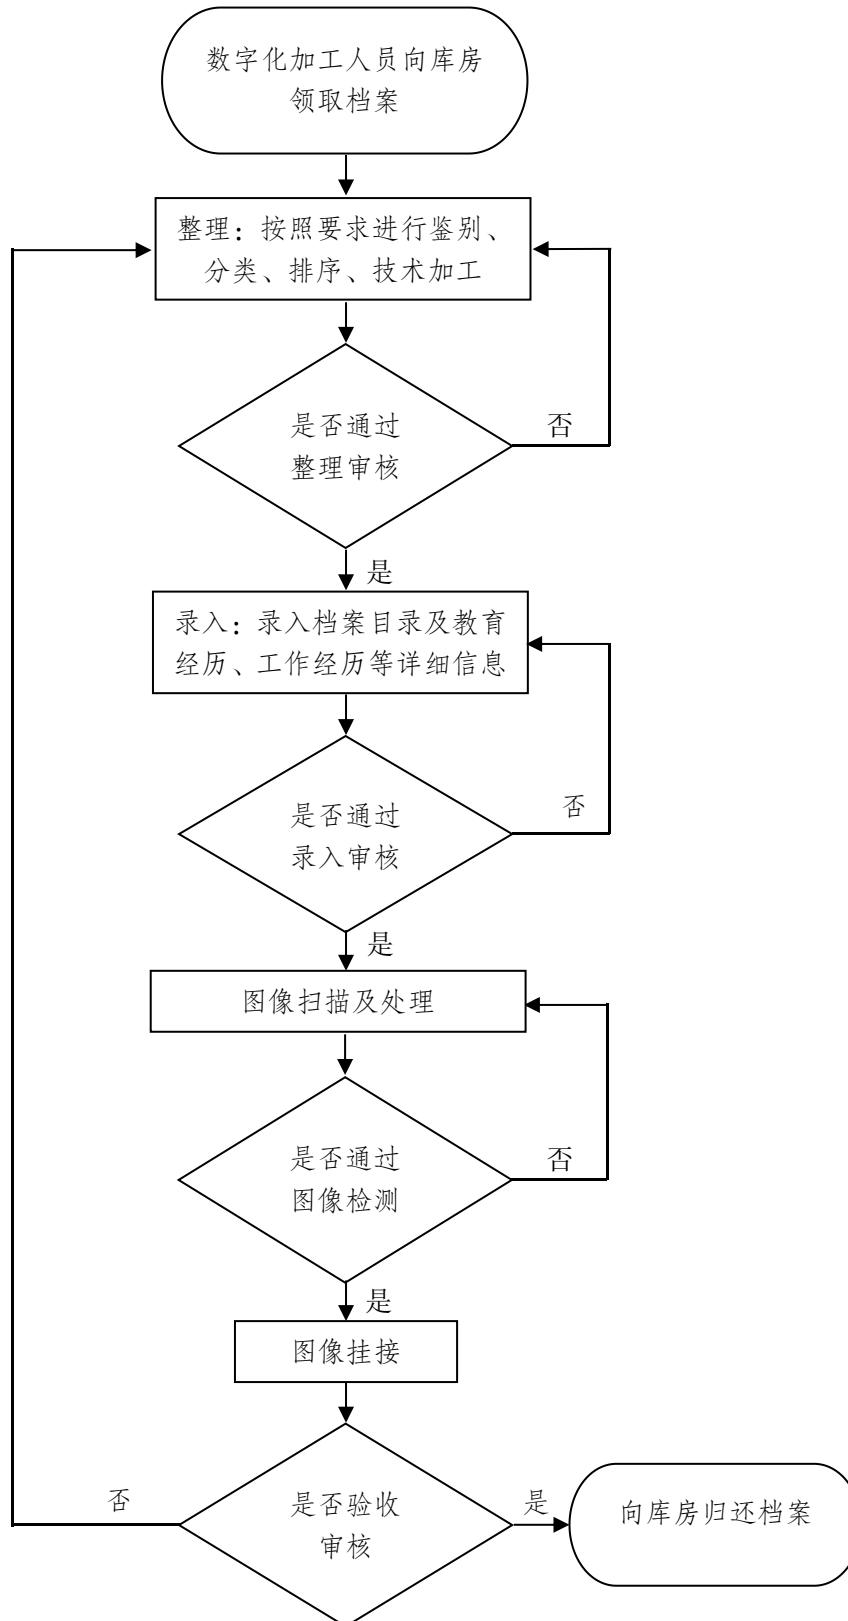 数字化加工人员向库房
领取档案
整理：按照要求进行鉴别、
分类、排序、技术加工
是否通过
整理审核
否
是
录入：录入档案目录及教育
经历、工作经历等详细信息
是否通过
录入审核
否
是
图像扫描及处理
是否通过
图像检测
否
是
图像挂接
否
是否验收
审核
是
向库房归还档案